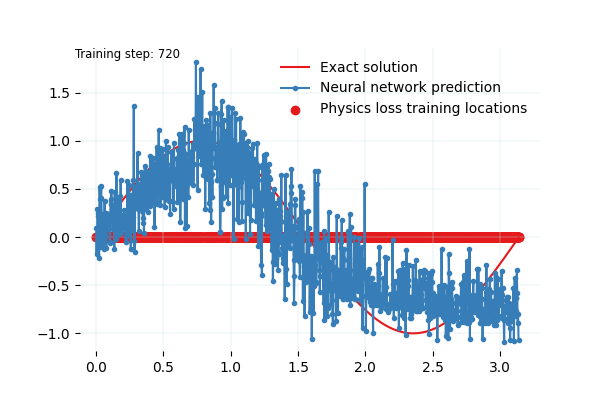 Training step: 720
Exact solution
Neural network prediction
Physics loss training locations
1.5
1.0
0.5
0.0
−0.5
−1.0
0.0 0.5 1.0 1.5 2.0 2.5 3.0